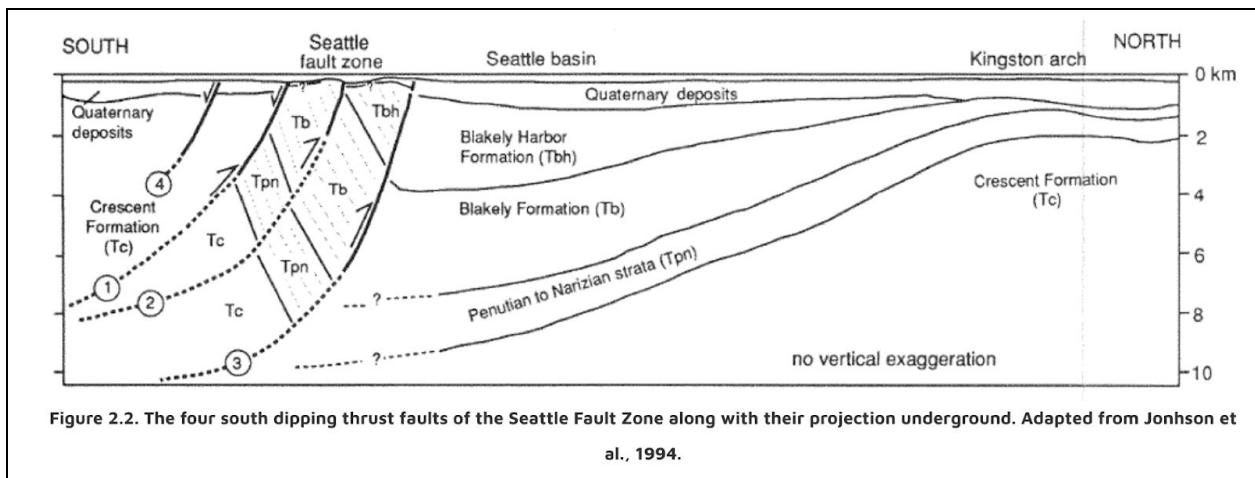 SOUTH
Seattle
fault zone
Seattle basin
Kingston arch
NORTH
0 km
2
4
6
8
10
Quaternary
deposits
Quaternary deposits
?
?
Tb
Tbh
Blakely Harbor
Formation (Tbh)
Tpn
Tb
4
Blakely Formation (Tb)
Crescent Formation
(Tc)
Crescent
Formation
(Tc)
Tc
Tpn
1
2
Tc
3
?
?
Penutian to Narizian strata (Tpn)
no vertical exaggeration
Figure 2.2. The four south dipping thrust faults of the Seattle Fault Zone along with their projection underground. Adapted from Jonhson et
al., 1994.